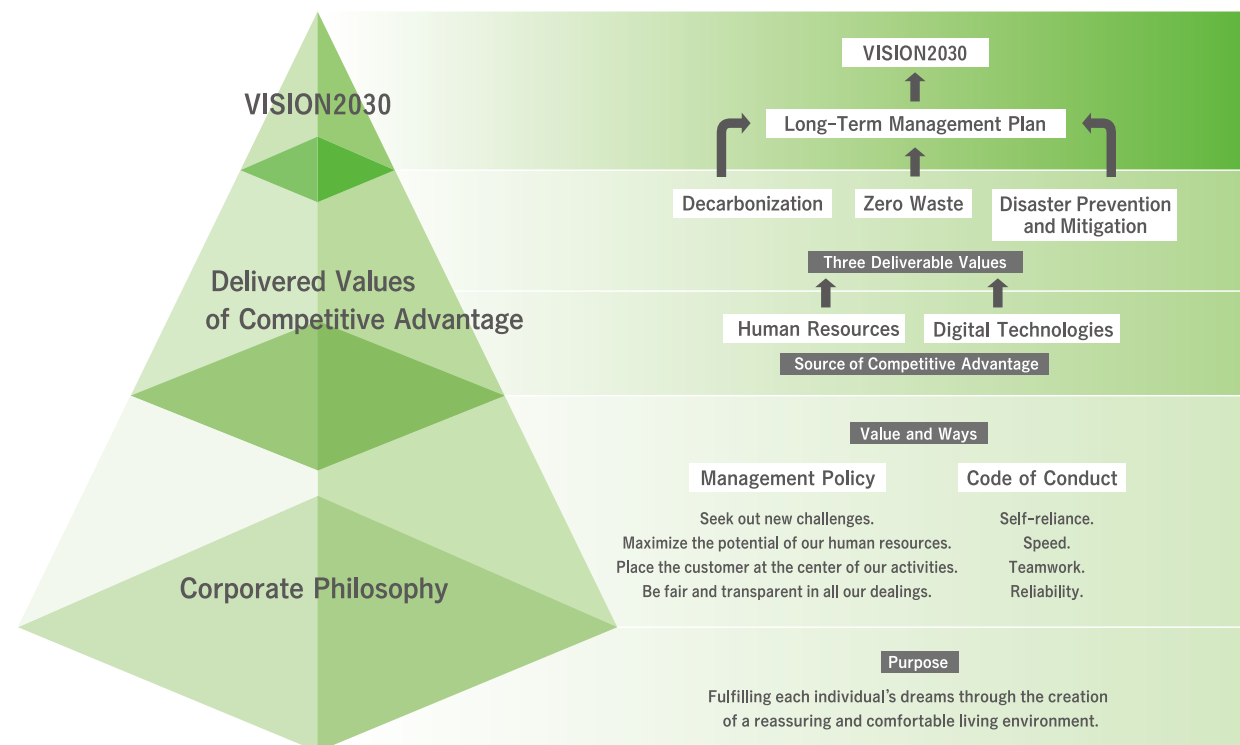 VISION2030
Delivered Values
of Competitive Advantage
Corporate Philosophy
VISION2030
Long-Term Management Plan
Decarbonization
Zero Waste
Disaster Prevention
and Mitigation
Three Deliverable Values
Human Resources
Digital Technologies
Source of Competitive Advantage
Value and Ways
Management Policy
Seek out new challenges.
Maximize the potential of our human resources.
Place the customer at the center of our activities.
Be fair and transparent in all our dealings.
Code of Conduct
Self-reliance.
Speed.
Teamwork.
Reliability.
Purpose
Fulfilling each individual's dreams through the creation
of a reassuring and comfortable living environment.